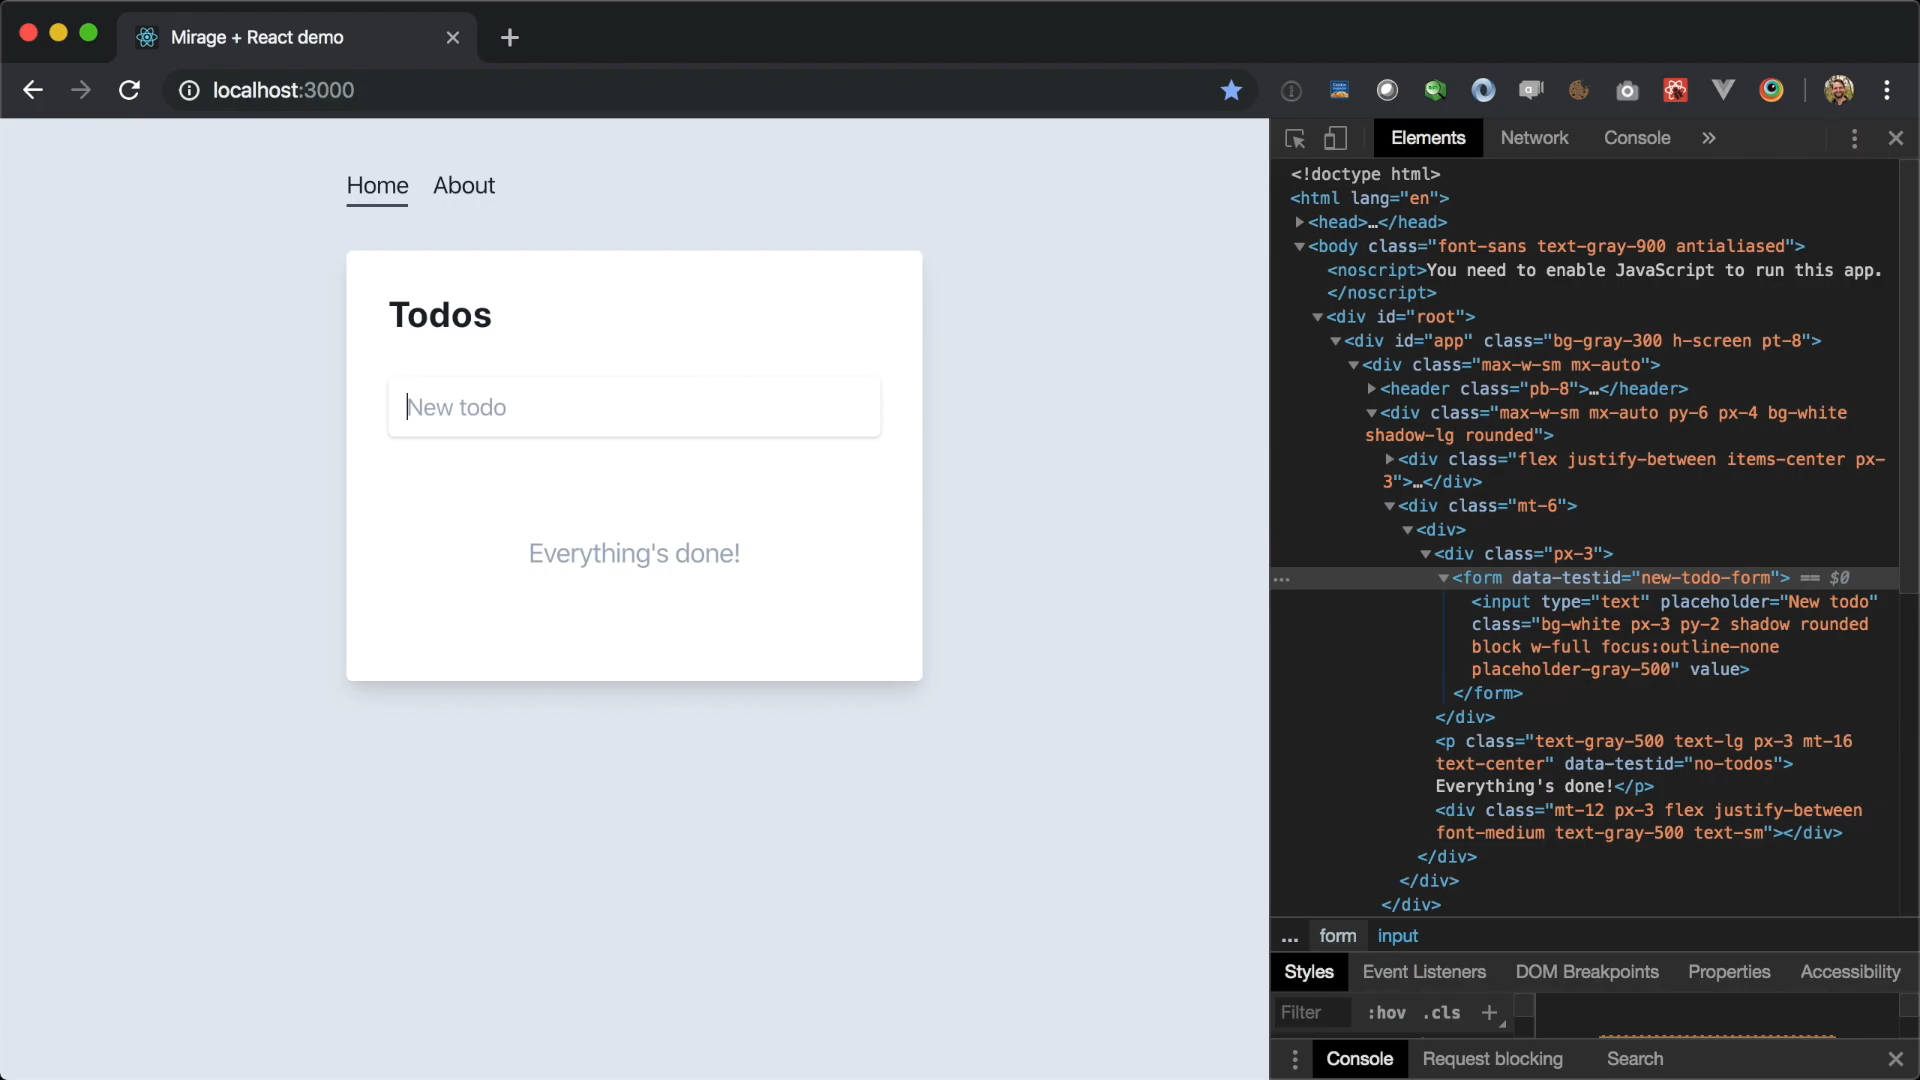 Mirage + React demo
localhost:3000
Home About
Todos
New todo
Everything's done!
Elements Network Console »
<!doctype html>
<html lang="en">
<head>…</head>
<body class="font-sans text-gray-900 antialiased">
<noscript>You need to enable JavaScript to run this app.
</noscript>
<div id="root">
<div id="app" class="bg-gray-300 h-screen pt-8">
<div class="max-w-sm mx-auto">
<header class="pb-8">…</header>
<div class="max-w-sm mx-auto py-6 px-4 bg-white
shadow-lg rounded">
<div class="flex justify-between items-center px-
3">…</div>
<div class="mt-6">
<div>
<div class="px-3">
<form data-testid="new-todo-form"> == $0
<input type="text" placeholder="New todo"
class="bg-white px-3 py-2 shadow rounded
block w-full focus:outline-none
placeholder-gray-500" value>
</form>
</div>
<p class="text-gray-500 text-lg px-3 mt-16
text-center" data-testid="no-todos">
Everything's done!</p>
<div class="mt-12 px-3 flex justify-between
font-medium text-gray-500 text-sm"></div>
</div>
</div>
</div>
... form input
Styles Event Listeners DOM Breakpoints Properties Accessibility
Filter :hov .cls +
Console Request blocking Search